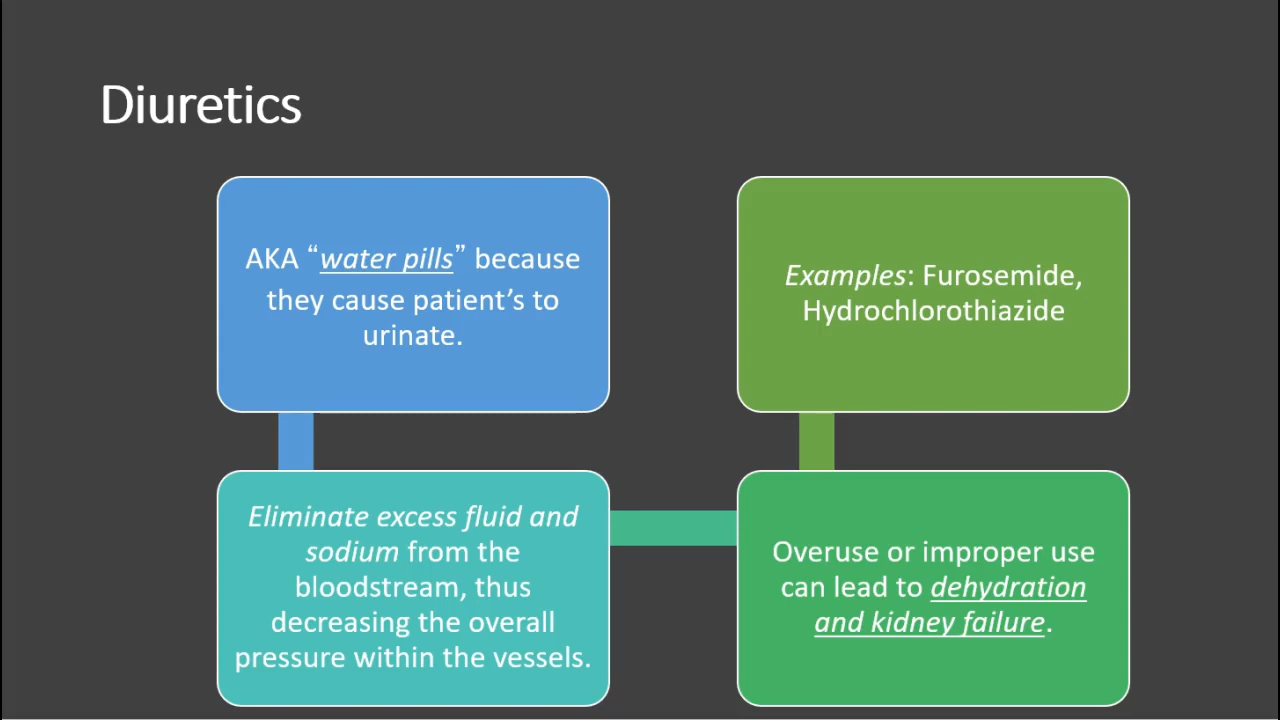 Diuretics
AKA “water pills” because
they cause patient’s to
urinate.
Eliminate excess fluid and
sodium from the
bloodstream, thus
decreasing the overall
pressure within the vessels.
Overuse or improper use
can lead to dehydration
and kidney failure.
Examples: Furosemide,
Hydrochlorothiazide